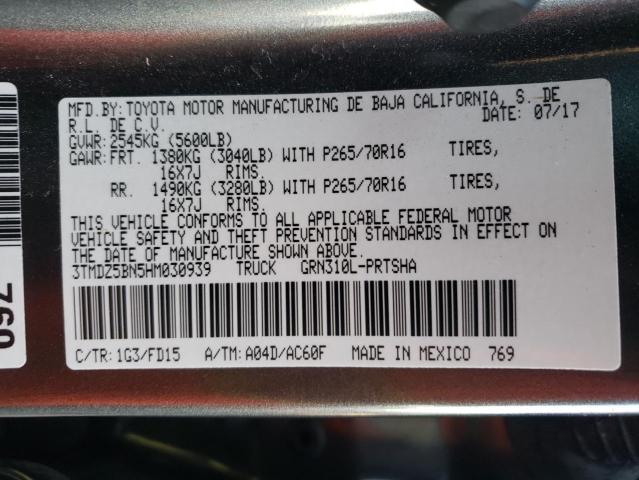 MFD.BY: TOYOTA MOTOR MANUFACTURING DE BAJA CALIFORNIA, S. DE
R.L. DE C.V. DATE: 07/17
GVWR: 2545KG (5600LB)
GAWR: FRT. 1380KG (3040LB) WITH P265/70R16 TIRES,
16X7J RIMS.
RR. 1490KG (3280LB) WITH P265/70R16 TIRES,
16X7J RIMS.
THIS VEHICLE CONFORMS TO ALL APPLICABLE FEDERAL MOTOR
VEHICLE SAFETY AND THEFT PREVENTION STANDARDS IN EFFECT ON
THE DATE OF MANUFACTURE SHOWN ABOVE.
3TMDZ5BN5HM030939 TRUCK GRN310L-PRTSHA
C/TR: 1G3/FD15 A/TM: A04D/AC60F MADE IN MEXICO 769
769